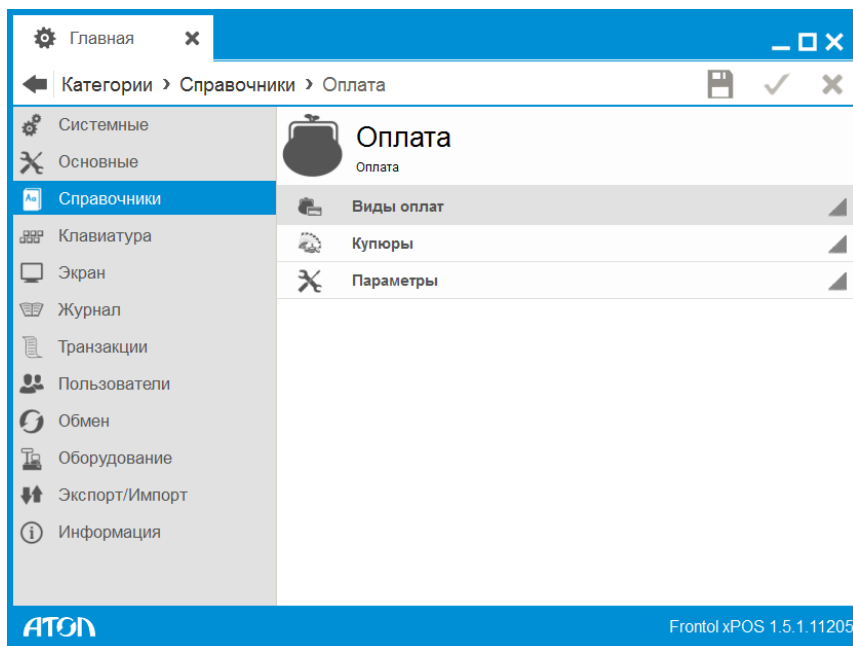 Главная
Категории › Справочники › Оплата
Системные
Основные
Справочники
Клавиатура
Экран
Журнал
Транзакции
Пользователи
Обмен
Оборудование
Экспорт/Импорт
Информация
Оплата
Оплата
Виды оплат
Купюры
Параметры
ATOL
Frontol xPOS 1.5.1.11205